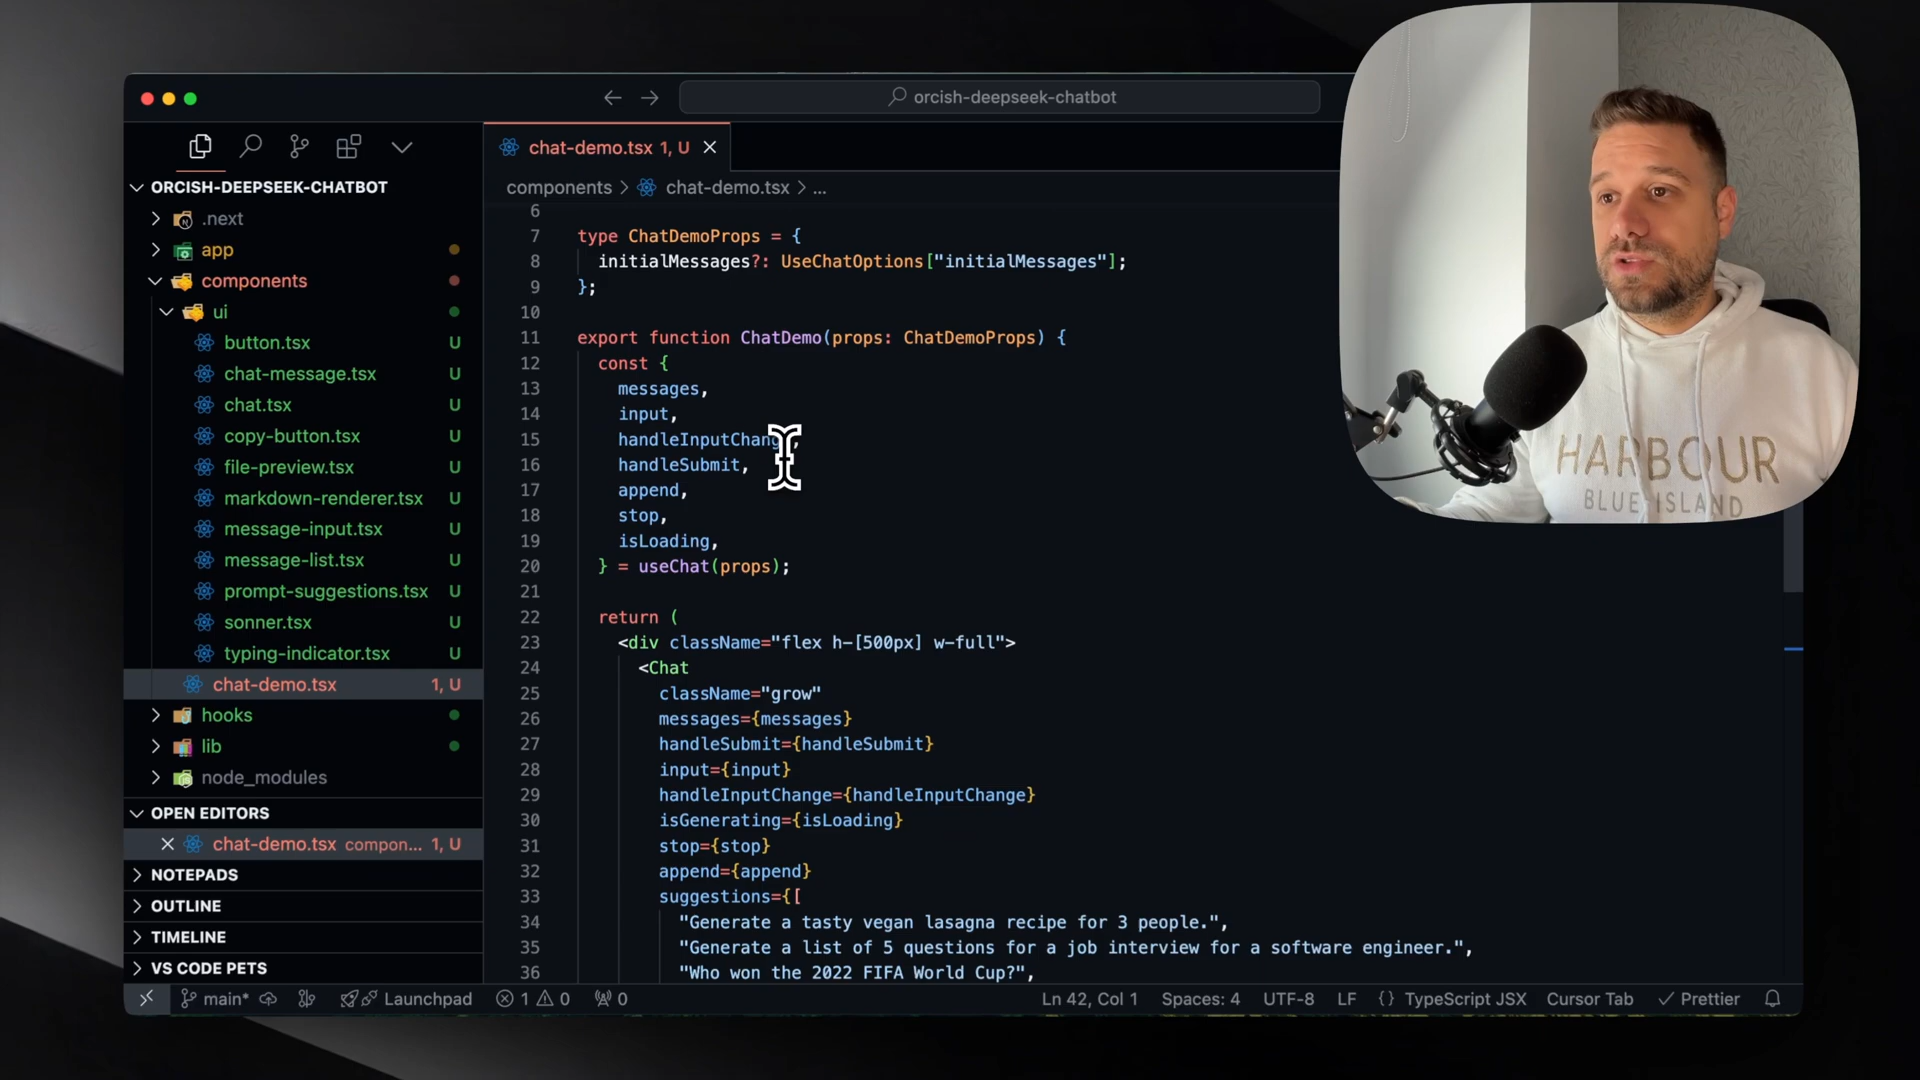 orcish-deepseek-chatbot
chat-demo.tsx 1, U
components > chat-demo.tsx > ...
ORCISH-DEEPSEEK-CHATBOT
.next
app
components
ui
button.tsx U
chat-message.tsx U
chat.tsx U
copy-button.tsx U
file-preview.tsx U
markdown-renderer.tsx U
message-input.tsx U
message-list.tsx U
prompt-suggestions.tsx U
sonner.tsx U
typing-indicator.tsx U
chat-demo.tsx 1, U
hooks
lib
node_modules
OPEN EDITORS
chat-demo.tsx compon... 1, U
NOTEPADS
OUTLINE
TIMELINE
VS CODE PETS
6
7 type ChatDemoProps = {
8 initialMessages?: UseChatOptions["initialMessages"];
9 };
10
11 export function ChatDemo(props: ChatDemoProps) {
12 const {
13 messages,
14 input,
15 handleInputChang
16 handleSubmit,
17 append,
18 stop,
19 isLoading,
20 } = useChat(props);
21
22 return (
23 <div className="flex h-[500px] w-full">
24 <Chat
25 className="grow"
26 messages={messages}
27 handleSubmit={handleSubmit}
28 input={input}
29 handleInputChange={handleInputChange}
30 isGenerating={isLoading}
31 stop={stop}
32 append={append}
33 suggestions={[
34 "Generate a tasty vegan lasagna recipe for 3 people.",
35 "Generate a list of 5 questions for a job interview for a software engineer.",
36 "Who won the 2022 FIFA World Cup?",
main* Launchpad 1 0 0 Ln 42, Col 1 Spaces: 4 UTF-8 LF {} TypeScript JSX Cursor Tab Prettier
HARBOUR
BLUE ISLAND